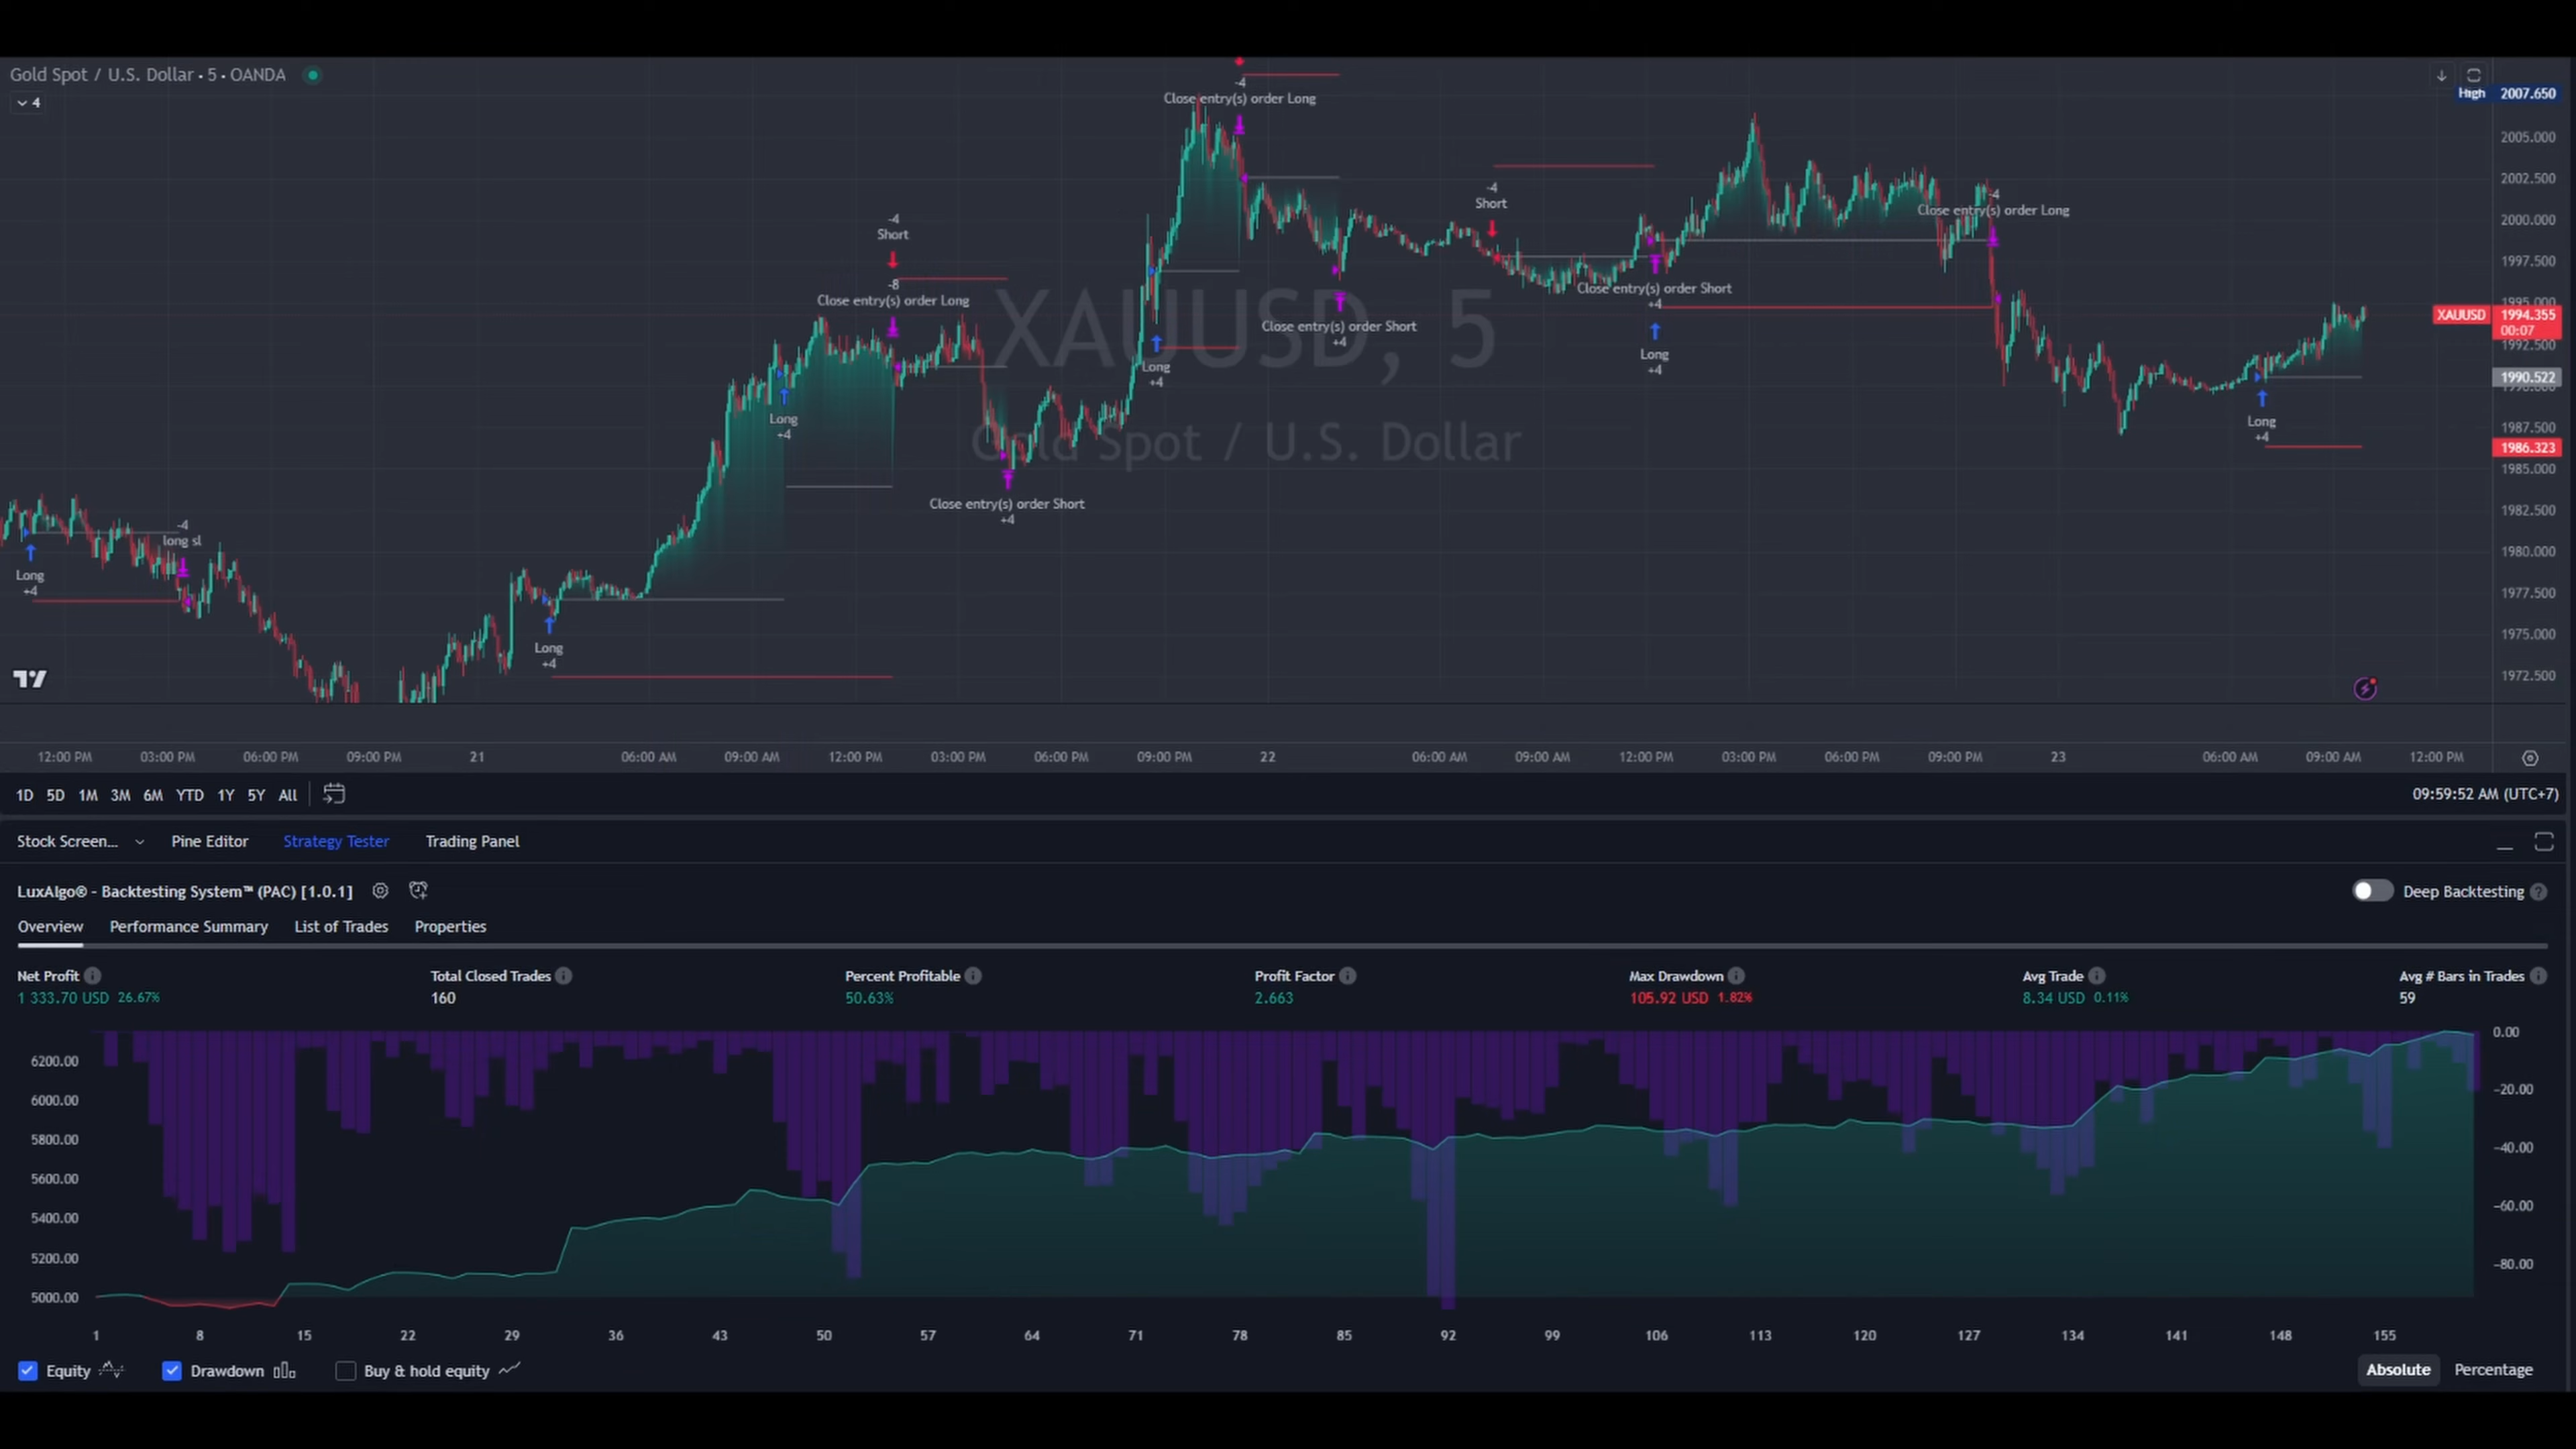 Gold Spot / U.S. Dollar · 5 · OANDA
4
High 2007.650
2005.000
2002.500
2000.000
1997.500
1995.000
XAUUSD 1994.355
00:07
1992.500
1990.522
1987.500
1986.323
1985.000
1982.500
1980.000
1977.500
1975.000
1972.500
XAUUSD, 5
Gold Spot / U.S. Dollar
Long
+4
-4
long sl
Long
+4
Long
+4
-4
Short
-8
Close entry(s) order Long
Close entry(s) order Short
+4
Long
+4
-4
Close entry(s) order Long
Close entry(s) order Short
+4
-4
Short
Close entry(s) order Short
+4
Long
+4
-4
Close entry(s) order Long
Long
+4
12:00 PM 03:00 PM 06:00 PM 09:00 PM 21 06:00 AM 09:00 AM 12:00 PM 03:00 PM 06:00 PM 09:00 PM 22 06:00 AM 09:00 AM 12:00 PM 03:00 PM 06:00 PM 09:00 PM 23 06:00 AM 09:00 AM 12:00 PM
1D 5D 1M 3M 6M YTD 1Y 5Y All
09:59:52 AM (UTC+7)
Stock Screen... Pine Editor Strategy Tester Trading Panel
LuxAlgo® - Backtesting System™ (PAC) [1.0.1]
Deep Backtesting
Overview Performance Summary List of Trades Properties
Net Profit Total Closed Trades Percent Profitable Profit Factor Max Drawdown Avg Trade Avg # Bars in Trades
1 333.70 USD 26.67% 160 50.63% 2.663 105.92 USD 1.82% 8.34 USD 0.11% 59
6200.00
6000.00
5800.00
5600.00
5400.00
5200.00
5000.00
0.00
-20.00
-40.00
-60.00
-80.00
1 8 15 22 29 36 43 50 57 64 71 78 85 92 99 106 113 120 127 134 141 148 155
Equity Drawdown Buy & hold equity
Absolute Percentage